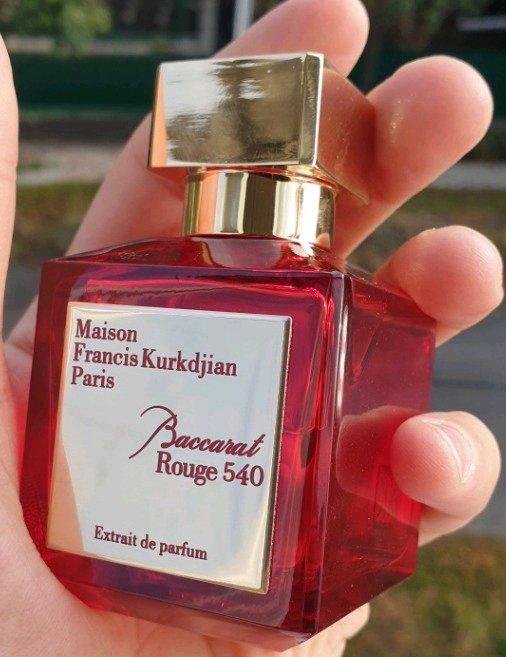 Maison
Francis Kurkdjian
Paris
Baccarat
Rouge 540
Extrait de parfum